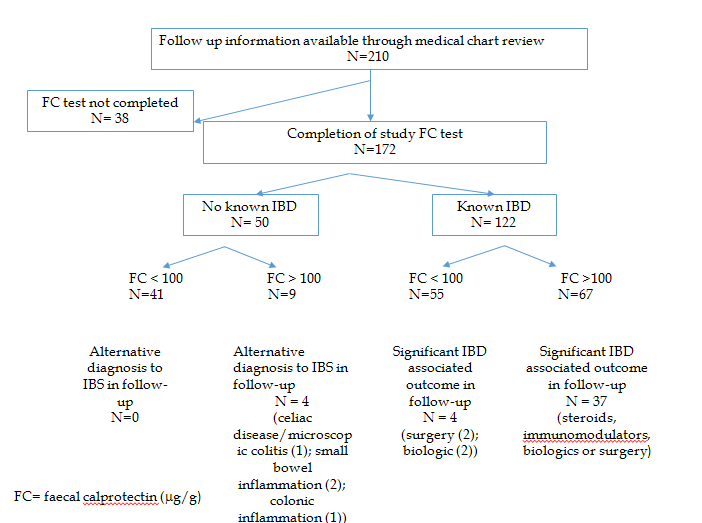 Follow up information available through medical chart review
N=210
FC test not completed
N= 38
Completion of study FC test
N=172
No known IBD
N= 50
Known IBD
N= 122
FC < 100
N=41
FC > 100
N=9
FC < 100
N=55
FC >100
N=67
Alternative
diagnosis to
IBS in follow-
up
N=0
Alternative
diagnosis to IBS in
follow-up
N = 4
(celiac
disease/microscop
ic colitis (1); small
bowel
inflammation (2);
colonic
inflammation (1))
Significant IBD
associated
outcome in
follow-up
N = 4
(surgery (2);
biologic (2))
Significant IBD
associated outcome
in follow-up
N = 37
(steroids,
immunomodulators,
biologics or surgery)
FC= faecal calprotectin (µg/g)